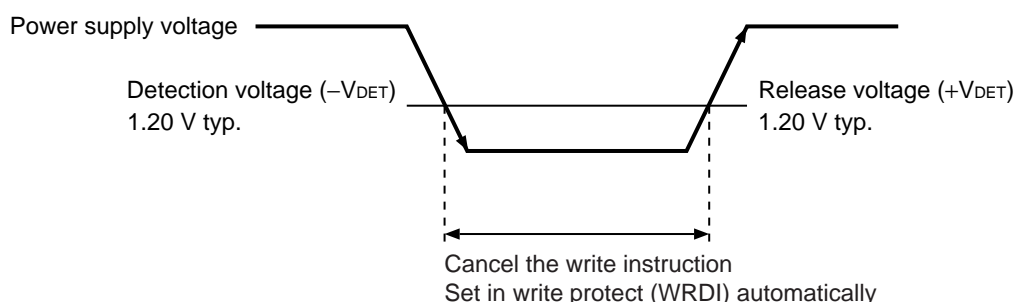 Power supply voltage
Detection voltage (−VDET)
1.20 V typ.
Release voltage (+VDET)
1.20 V typ.
Cancel the write instruction
Set in write protect (WRDI) automatically